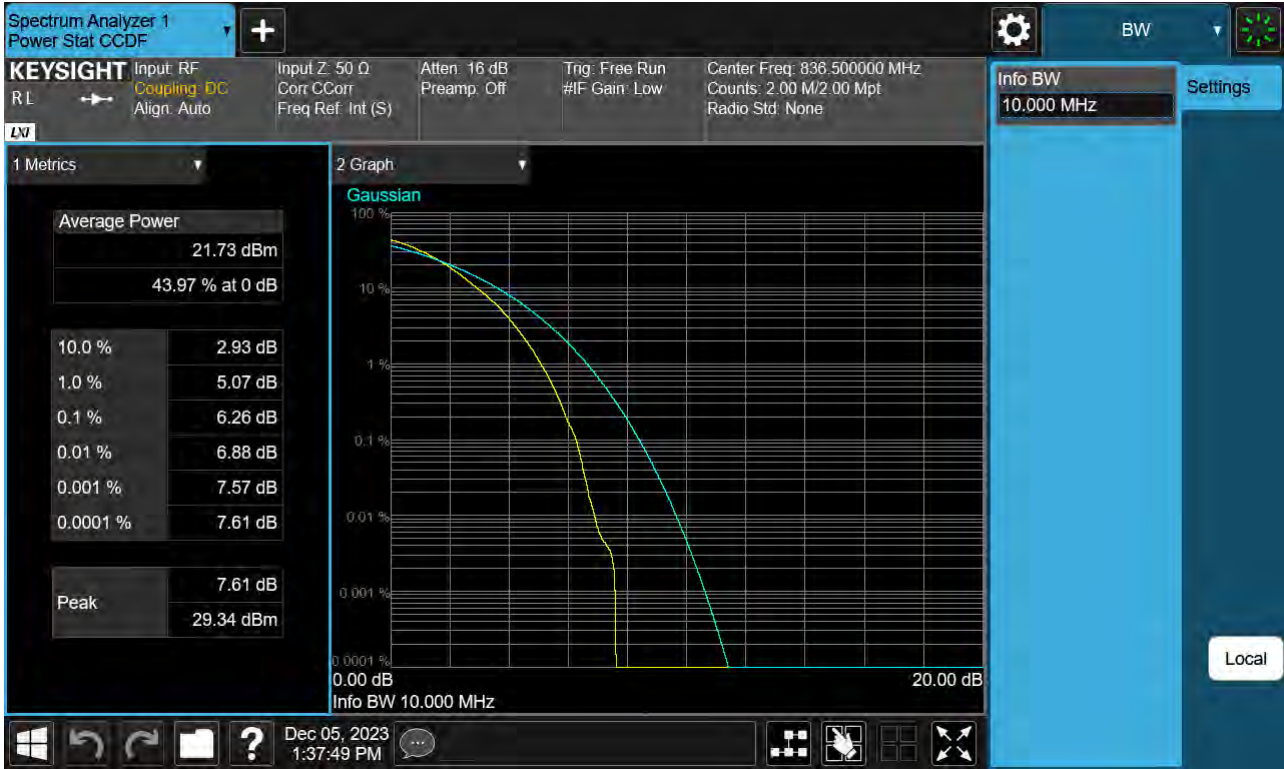 Spectrum Analyzer 1
Power Stat CCDF
+
BW
KEYSIGHT
RL
LXI
Input: RF
Coupling: DC
Align: Auto
Input Z: 50 Ω
Corr CCorr
Freq Ref: Int (S)
Atten: 16 dB
Preamp: Off
Trig: Free Run
#IF Gain: Low
Center Freq: 836.500000 MHz
Counts: 2.00 M/2.00 Mpt
Radio Std: None
Info BW
10.000 MHz
Settings
1 Metrics
Average Power
21.73 dBm
43.97 % at 0 dB
10.0 % 2.93 dB
1.0 % 5.07 dB
0.1 % 6.26 dB
0.01 % 6.88 dB
0.001 % 7.57 dB
0.0001 % 7.61 dB
Peak
7.61 dB
29.34 dBm
2 Graph
Gaussian
100 %
10 %
1 %
0.1 %
0.01 %
0.001 %
0.0001 %
0.00 dB 20.00 dB
Info BW 10.000 MHz
Local
?
Dec 05, 2023
1:37:49 PM